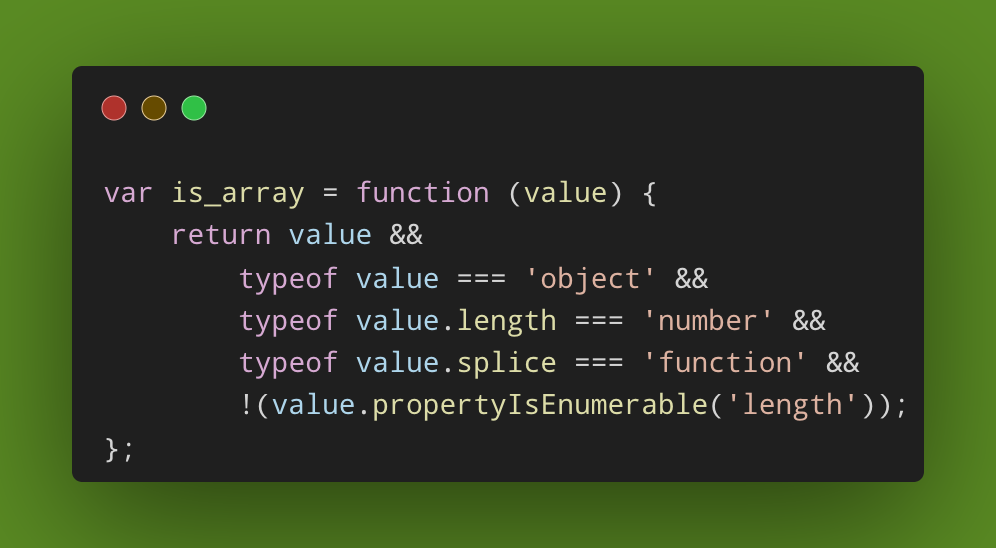 var is_array = function (value) {
    return value &&
        typeof value === 'object' &&
        typeof value.length === 'number' &&
        typeof value.splice === 'function' &&
        !(value.propertyIsEnumerable('length'));
};